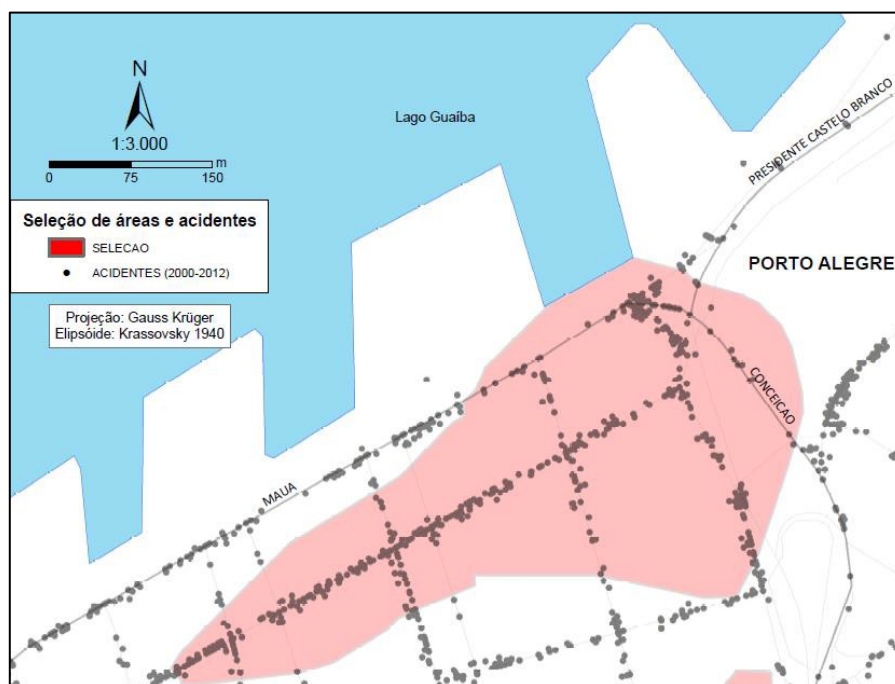 Lago Guaíba
N
1:3.000
m
0 75 150
Seleção de áreas e acidentes
SELECAO
ACIDENTES (2000-2012)
Projeção: Gauss Krüger
Elipsóide: Krassovsky 1940
PRESIDENTE CASTELO BRANCO
PORTO ALEGRE
CONCEICAO
MAUA